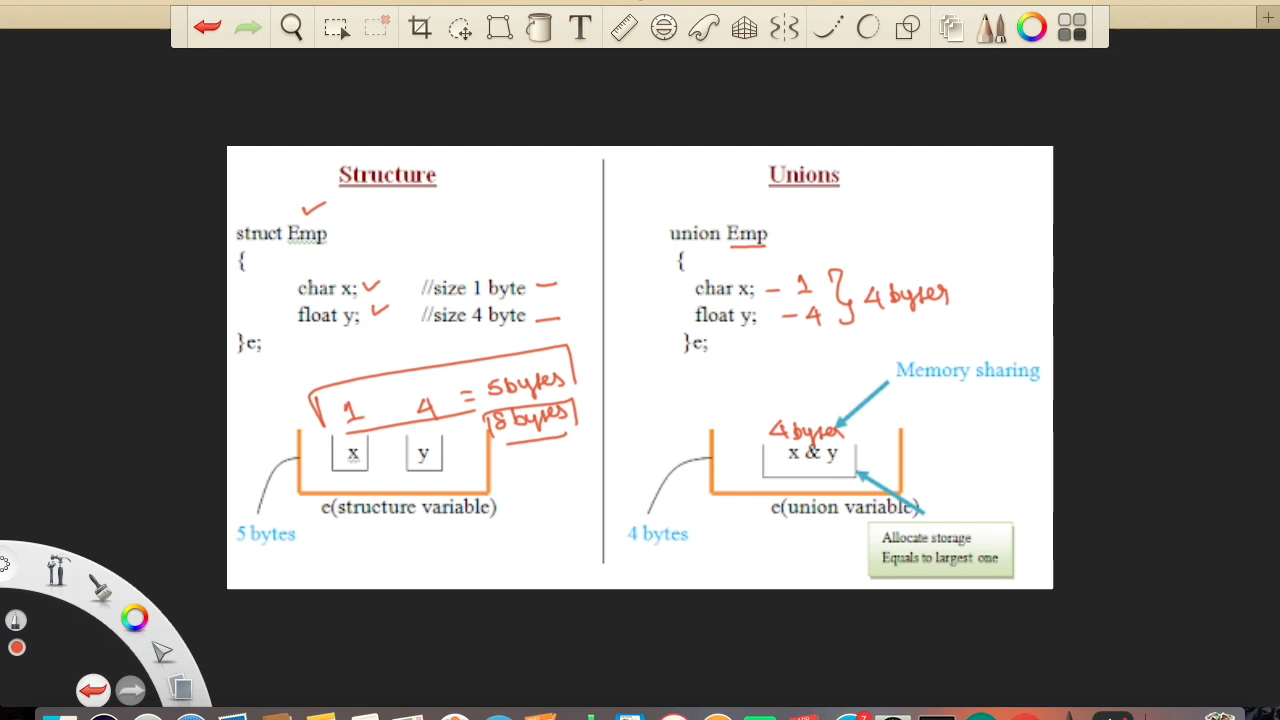 Structure
struct Emp
{
char x; //size 1 byte
float y; //size 4 byte
}e;
1 4 = 5bytes
8 bytes
x y
e(structure variable)
5 bytes
Unions
union Emp
{
char x; - 1
float y; - 4
} 4 bytes
}e;
Memory sharing
4 bytes
x & y
e(union variable)
4 bytes
Allocate storage
Equals to largest one
T